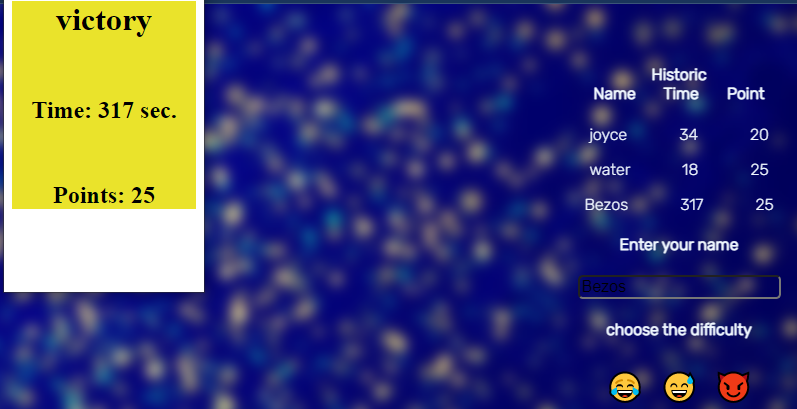 victory
Time: 317 sec.
Points: 25
Historic
Name Time Point
joyce 34 20
water 18 25
Bezos 317 25
Enter your name
Bezos
choose the difficulty